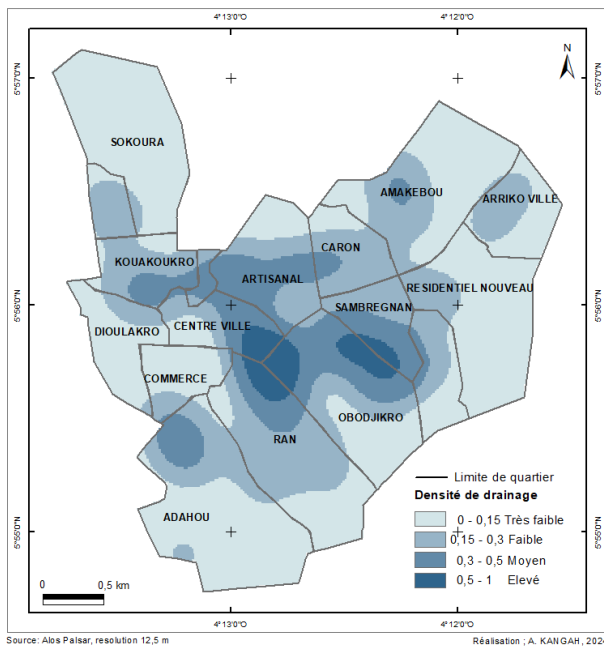 4°13'0"O
4°12'0"O
5°57'0"N
5°57'0"N
N
SOKOURA
AMAKEBOU
ARRIKO VILLE
CARON
KOUAKOUKRO
ARTISANAL
RESIDENTIEL NOUVEAU
5°56'0"N
5°56'0"N
SAMBREGNAN
DIOULAKRO
CENTRE VILLE
COMMERCE
OBODJIKRO
RAN
Limite de quartier
Densité de drainage
ADAHOU
0 - 0,15 Très faible
0,15 - 0,3 Faible
0,3 - 0,5 Moyen
0,5 - 1 Elevé
5°55'0"N
5°55'0"N
0 0,5 km
4°13'0"O
4°12'0"O
Source: Alos Palsar, resolution 12,5 m
Réalisation ; A. KANGAH, 2024